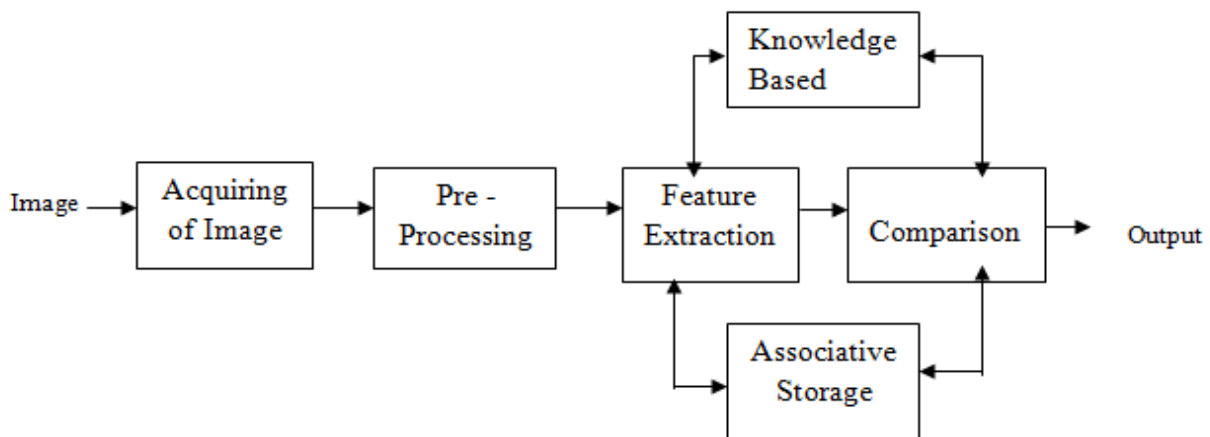 Knowledge
Based
Image
Acquiring
of Image
Pre -
Processing
Feature
Extraction
Comparison
Output
Associative
Storage